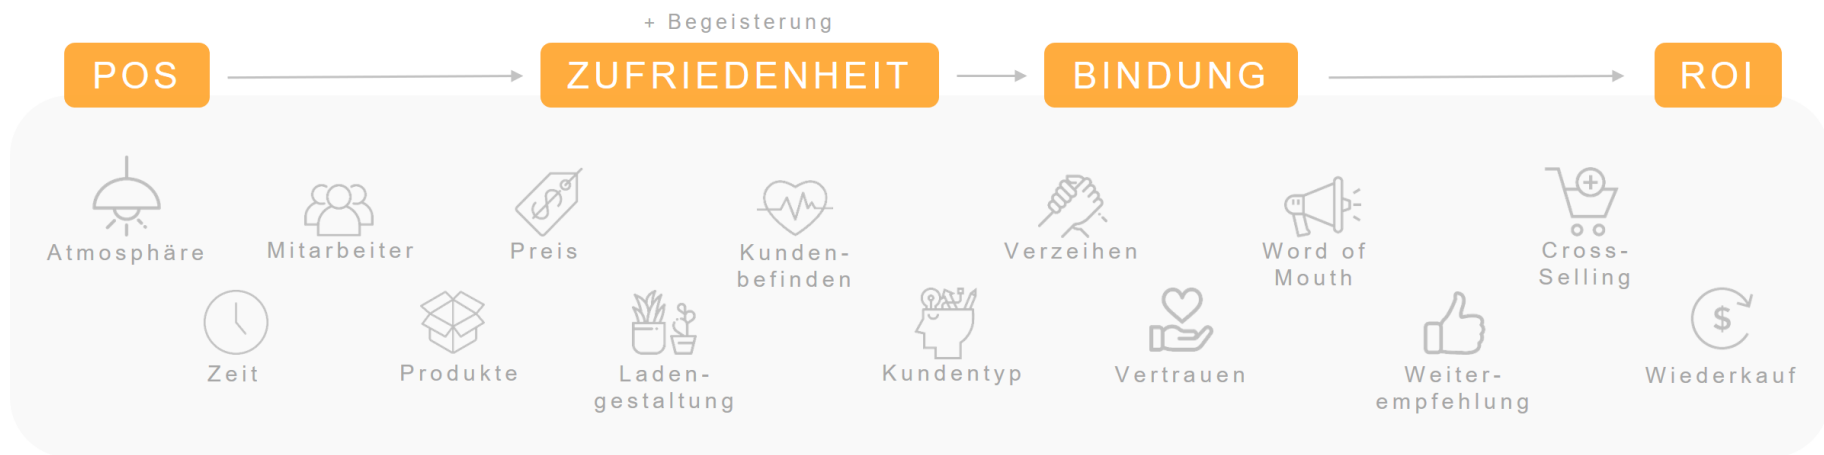 + Begeisterung
POS
ZUFRIEDENHEIT
BINDUNG
ROI
Atmosphäre
Mitarbeiter
Preis
Kunden-
befinden
Verzeihen
Word of
Mouth
Cross-
Selling
Zeit
Produkte
Laden-
gestaltung
Kundentyp
Vertrauen
Weiter-
empfehlung
Wiederkauf